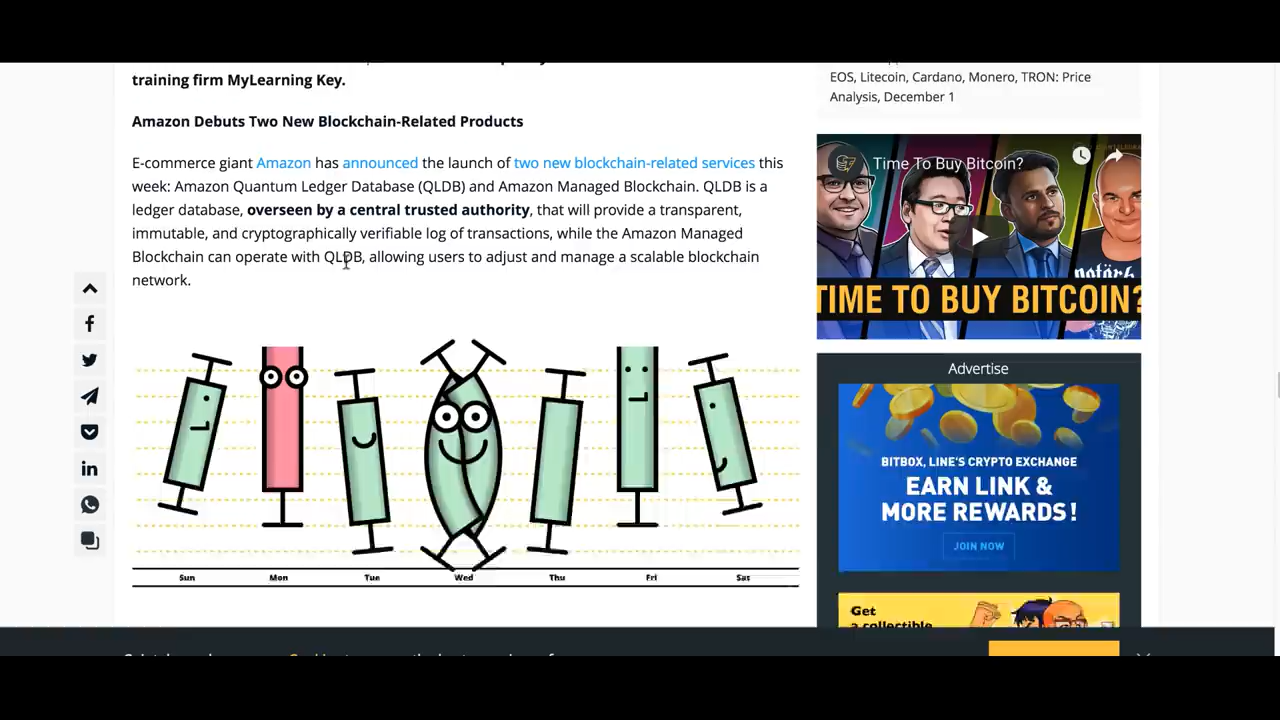 training firm MyLearning Key.
Amazon Debuts Two New Blockchain-Related Products
E-commerce giant Amazon has announced the launch of two new blockchain-related services this
week: Amazon Quantum Ledger Database (QLDB) and Amazon Managed Blockchain. QLDB is a
ledger database, overseen by a central trusted authority, that will provide a transparent,
immutable, and cryptographically verifiable log of transactions, while the Amazon Managed
Blockchain can operate with QLDB, allowing users to adjust and manage a scalable blockchain
network.
Sun Mon Tue Wed Thu Fri Sat
EOS, Litecoin, Cardano, Monero, TRON: Price
Analysis, December 1
Time To Buy Bitcoin?
TIME TO BUY BITCOIN?
Advertise
BITBOX, LINE'S CRYPTO EXCHANGE
EARN LINK &
MORE REWARDS!
JOIN NOW
Get
a collectible